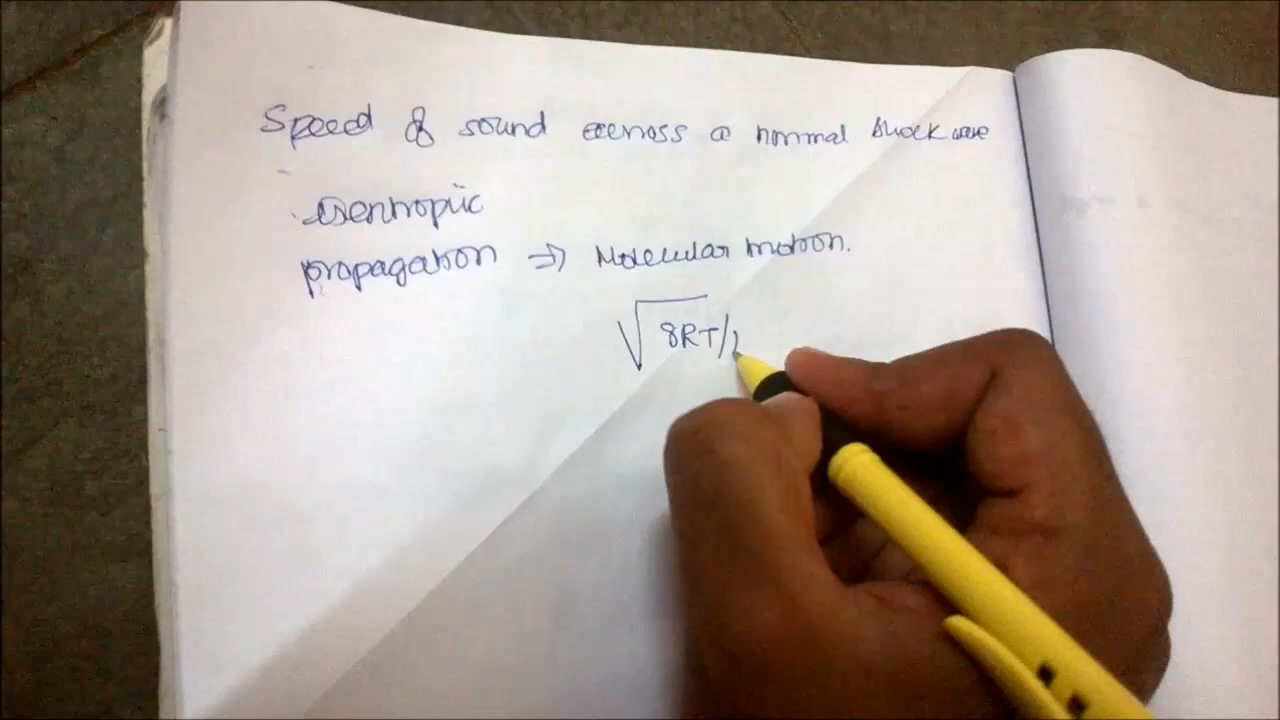 Speed of sound across a normal shock wave
Isentropic
propagation ⇒ Molecular motion.
√8RT/